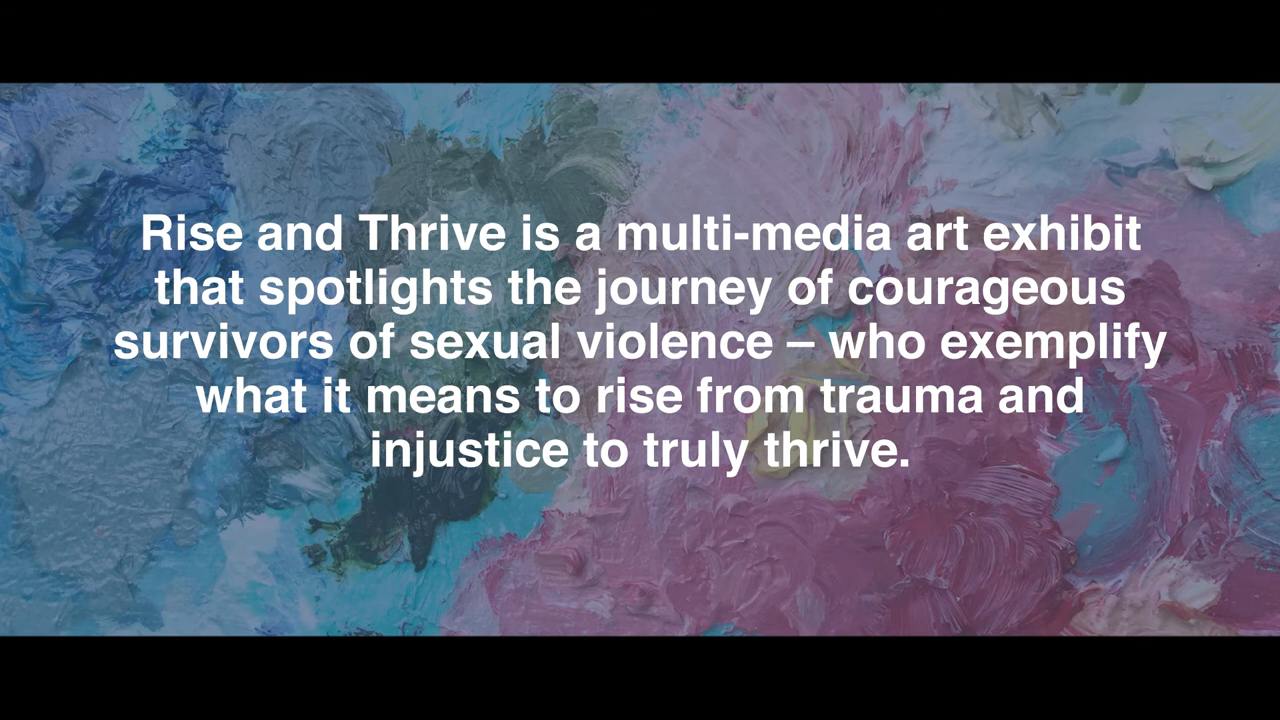 Rise and Thrive is a multi-media art exhibit
that spotlights the journey of courageous
survivors of sexual violence – who exemplify
what it means to rise from trauma and
injustice to truly thrive.